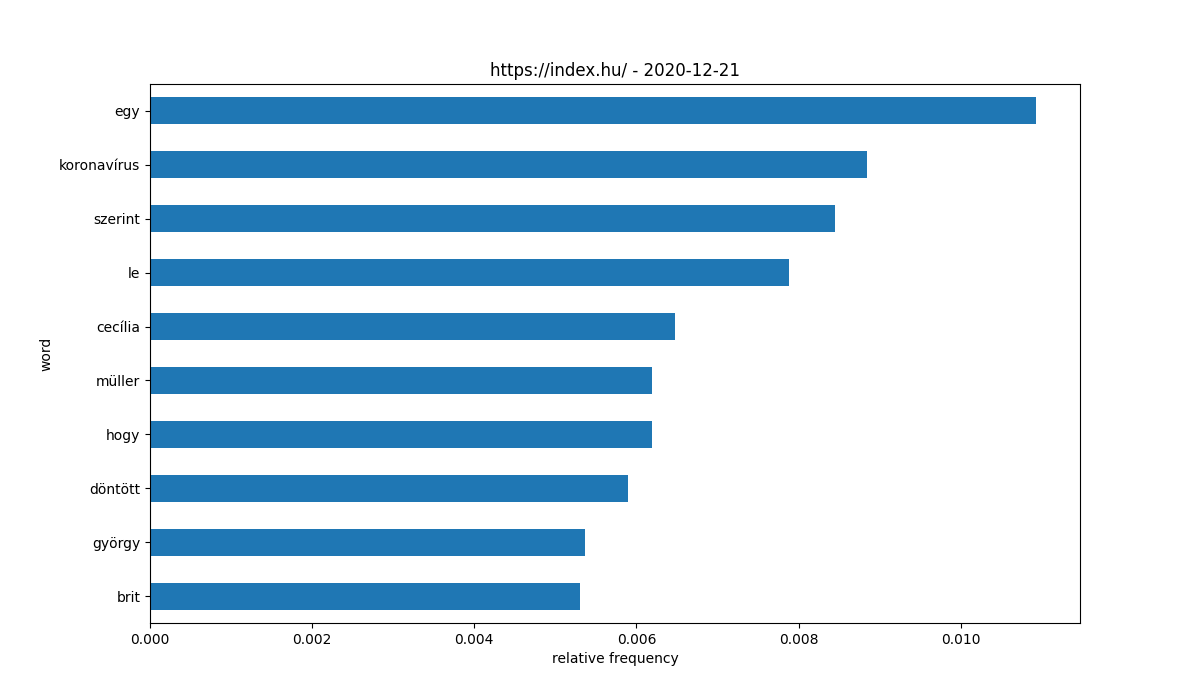 https://index.hu/ - 2020-12-21
egy
koronavírus
szerint
le
cecília
müller
hogy
döntött
györgy
brit
word
0.000 0.002 0.004 0.006 0.008 0.010
relative frequency